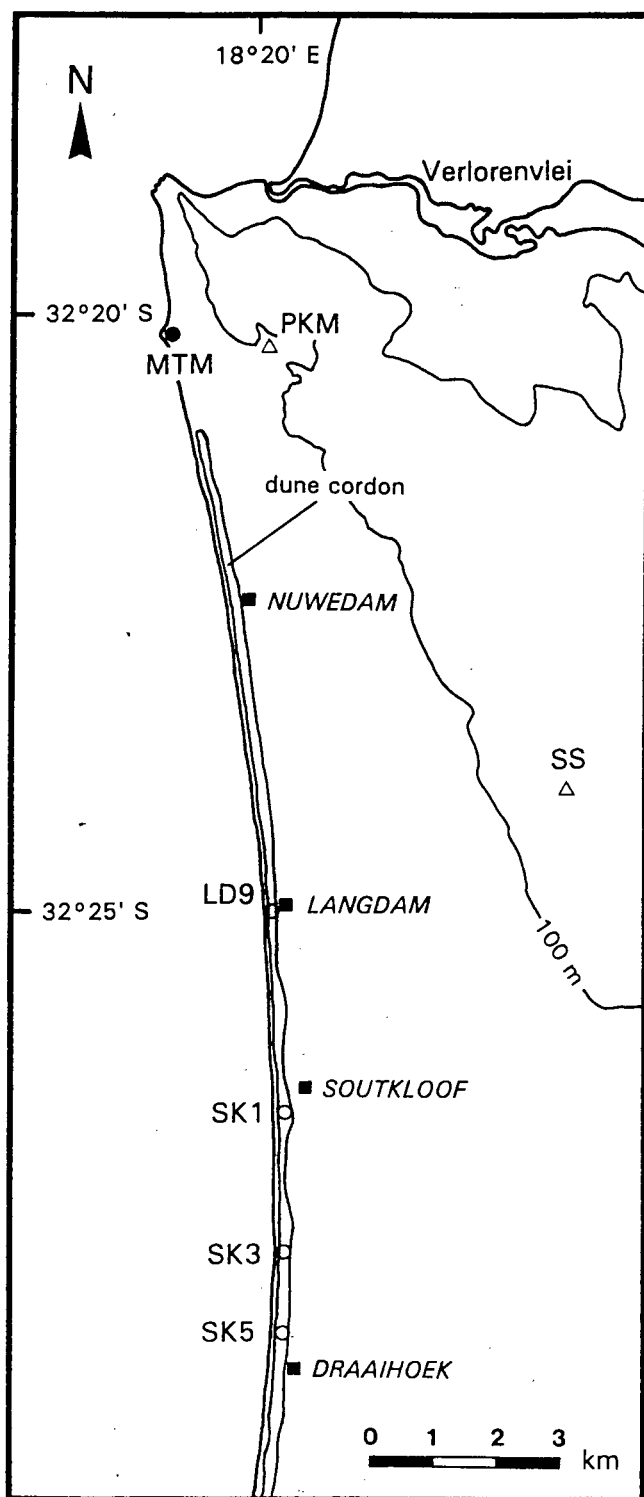 18°20' E
N
Verlorenvlei
32°20' S
PKM
MTM
dune cordon
NUWEDAM
SS
LD9
LANGDAM
32°25' S
100 m
SOUTKLOOF
SK1
SK3
SK5
DRAAIHOEK
0 1 2 3
km